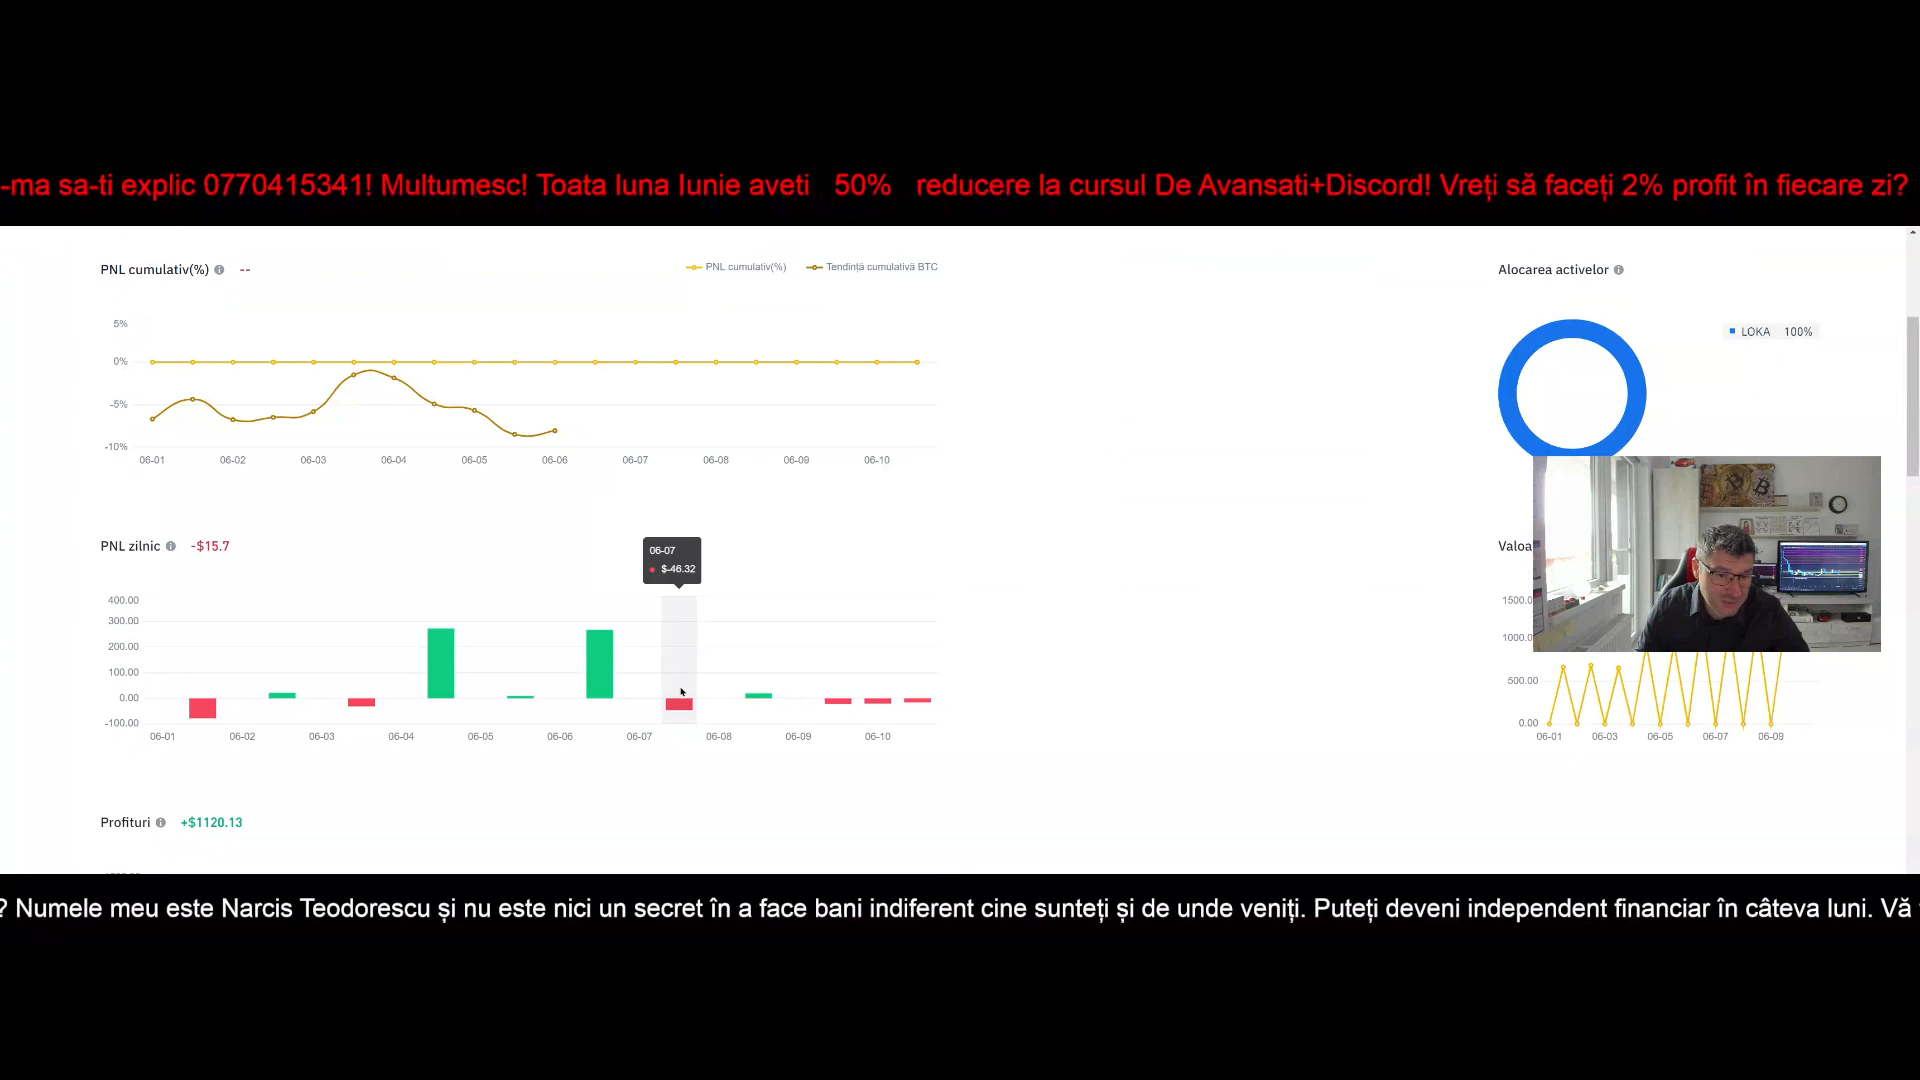 -ma sa-ti explic 0770415341! Multumesc! Toata luna Iunie aveti 50% reducere la cursul De Avansati+Discord! Vreți să faceți 2% profit în fiecare zi?
PNL cumulativ(%) --
PNL cumulativ(%) Tendință cumulativă BTC
5%
0%
-5%
-10%
06-01 06-02 06-03 06-04 06-05 06-06 06-07 06-08 06-09 06-10
Alocarea activelor
LOKA 100%
PNL zilnic -$15.7
06-07
$-46.32
400.00
300.00
200.00
100.00
0.00
-100.00
06-01 06-02 06-03 06-04 06-05 06-06 06-07 06-08 06-09 06-10
Valoa
1500.0
1000.0
500.00
0.00
06-01 06-03 06-05 06-07 06-09
Profituri +$1120.13
? Numele meu este Narcis Teodorescu și nu este nici un secret în a face bani indiferent cine sunteți și de unde veniți. Puteți deveni independent financiar în câteva luni. Vă